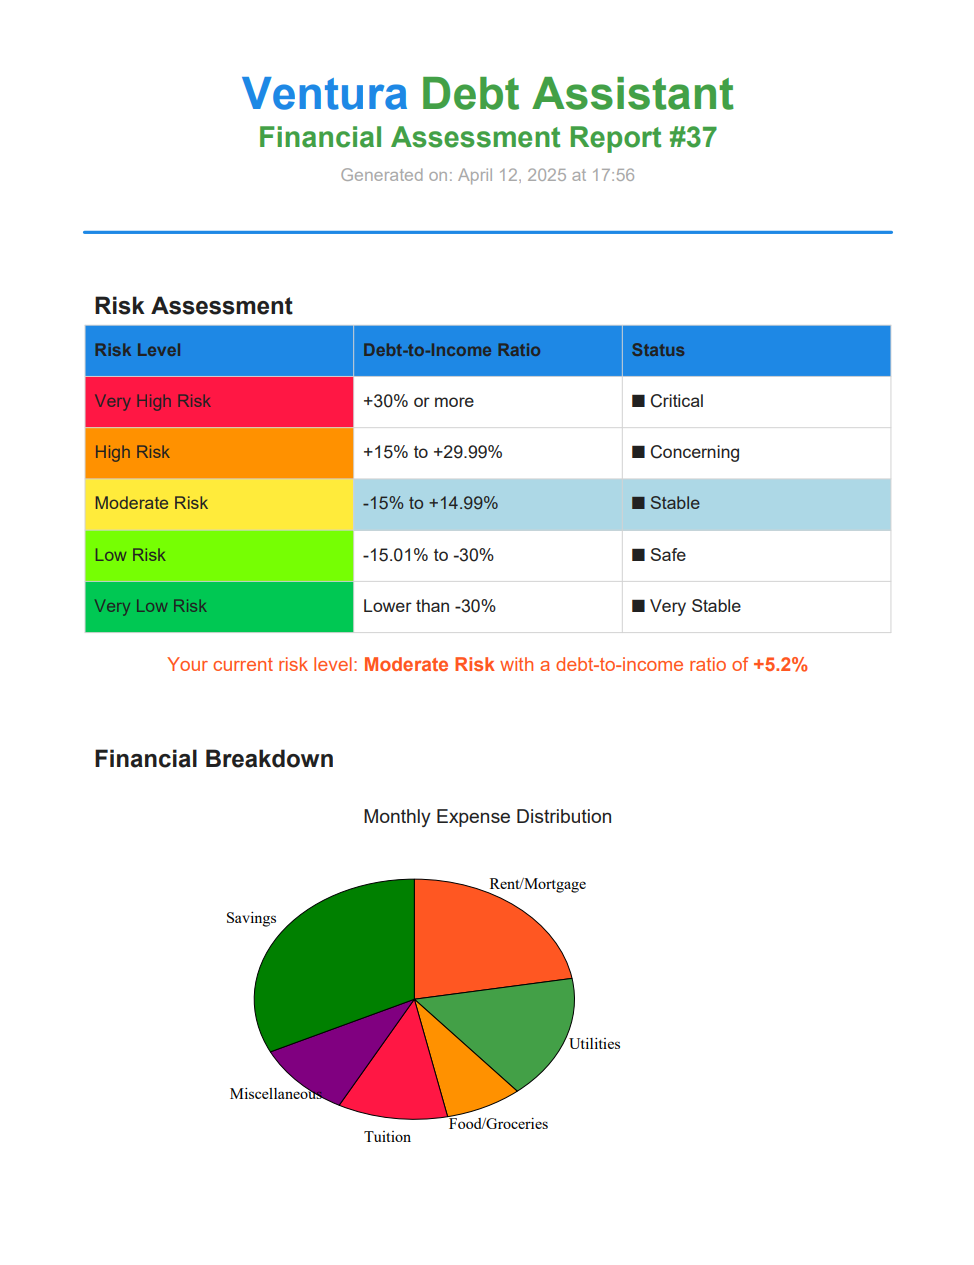 Ventura Debt Assistant
Financial Assessment Report #37
Generated on: April 12, 2025 at 17:56
Risk Assessment
Risk Level Debt-to-Income Ratio Status
Very High Risk +30% or more ■ Critical
High Risk +15% to +29.99% ■ Concerning
Moderate Risk -15% to +14.99% ■ Stable
Low Risk -15.01% to -30% ■ Safe
Very Low Risk Lower than -30% ■ Very Stable
Your current risk level: Moderate Risk with a debt-to-income ratio of +5.2%
Financial Breakdown
Monthly Expense Distribution
Rent/Mortgage
Savings
Utilities
Miscellaneous
Food/Groceries
Tuition